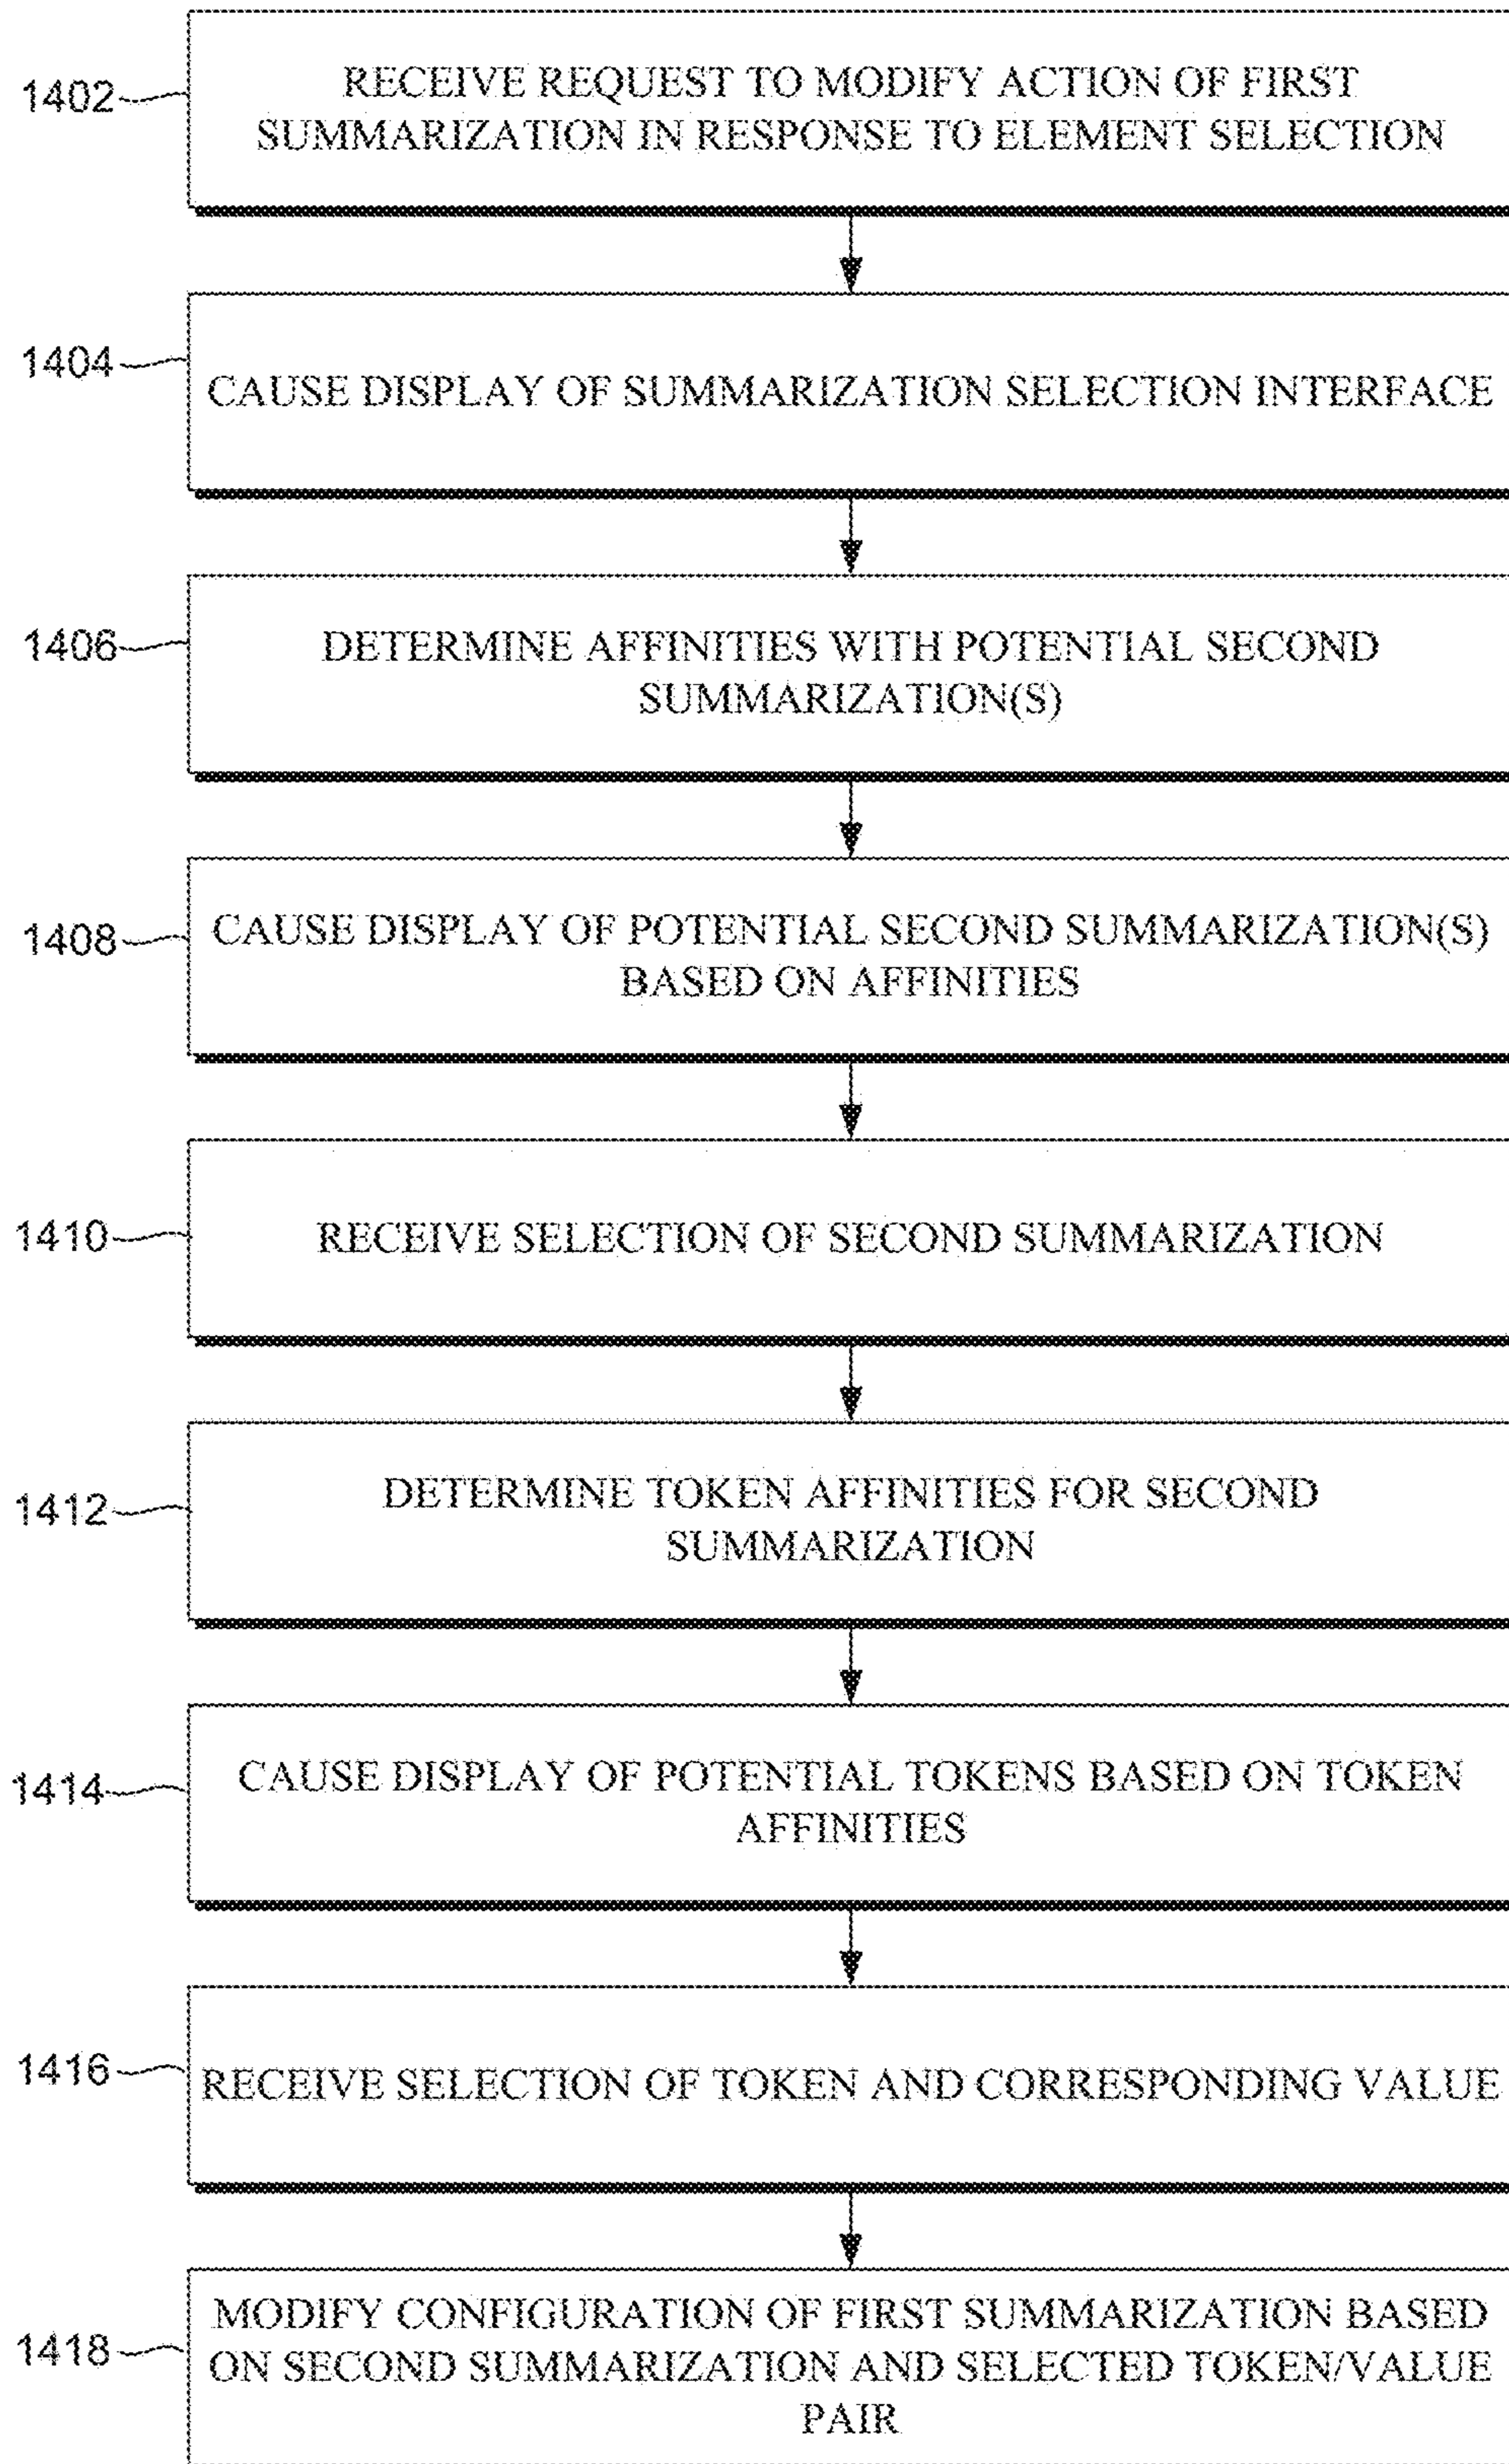 1402
RECEIVE REQUEST TO MODIFY ACTION OF FIRST
SUMMARIZATION IN RESPONSE TO ELEMENT SELECTION
1404
CAUSE DISPLAY OF SUMMARIZATION SELECTION INTERFACE
1406
DETERMINE AFFINITIES WITH POTENTIAL SECOND
SUMMARIZATION(S)
1408
CAUSE DISPLAY OF POTENTIAL SECOND SUMMARIZATION(S)
BASED ON AFFINITIES
1410
RECEIVE SELECTION OF SECOND SUMMARIZATION
1412
DETERMINE TOKEN AFFINITIES FOR SECOND
SUMMARIZATION
1414
CAUSE DISPLAY OF POTENTIAL TOKENS BASED ON TOKEN
AFFINITIES
1416
RECEIVE SELECTION OF TOKEN AND CORRESPONDING VALUE
1418
MODIFY CONFIGURATION OF FIRST SUMMARIZATION BASED
ON SECOND SUMMARIZATION AND SELECTED TOKEN/VALUE
PAIR